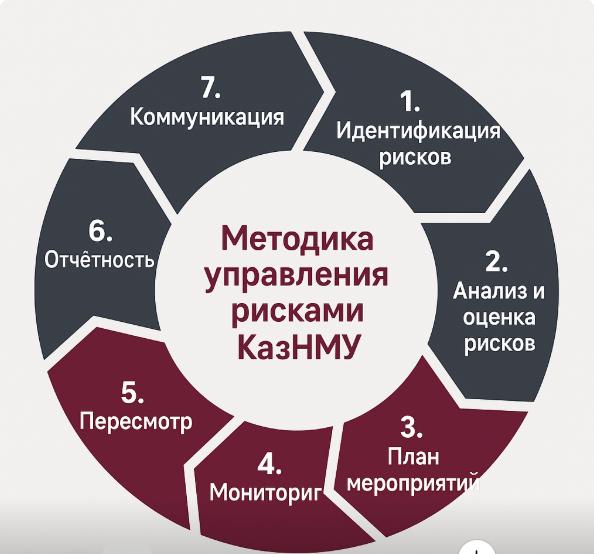 Методика
управления
рисками
КазНМУ
1.
Идентификация
рисков
2.
Анализ и
оценка
рисков
3.
План
мероприятий
4.
Мониториг
5.
Пересмотр
6.
Отчётность
7.
Коммуникация